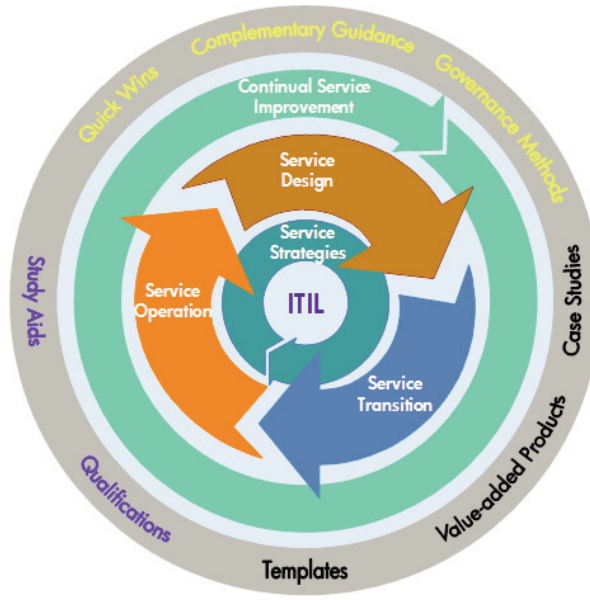 Complementary Guidance
Quick Wins
Governance Methods
Continual Service
Improvement
Service
Design
Service
Strategies
ITIL
Service
Operation
Service
Transition
Study Aids
Case Studies
Qualifications
Value-added Products
Templates